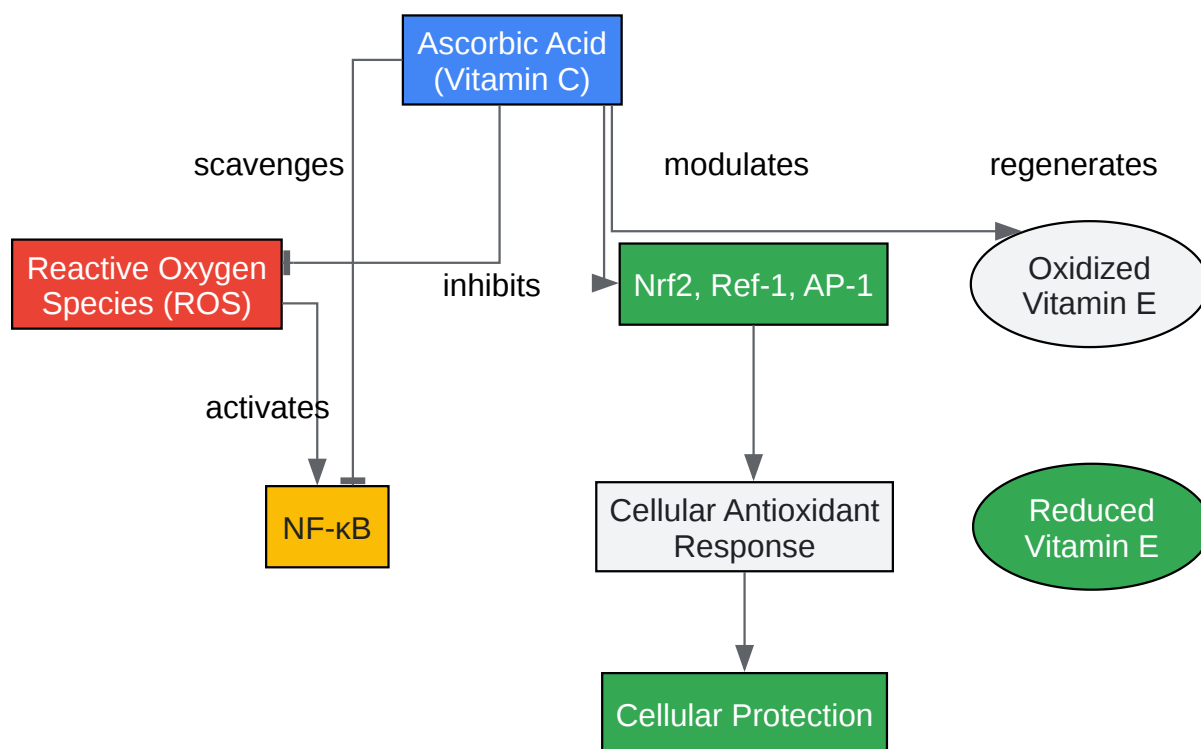 Ascorbic Acid
(Vitamin C)
scavenges
modulates
regenerates
Reactive Oxygen
Species (ROS)
inhibits
Nrf2, Ref-1, AP-1
Oxidized
Vitamin E
activates
NF-κB
Cellular Antioxidant
Response
Reduced
Vitamin E
Cellular Protection